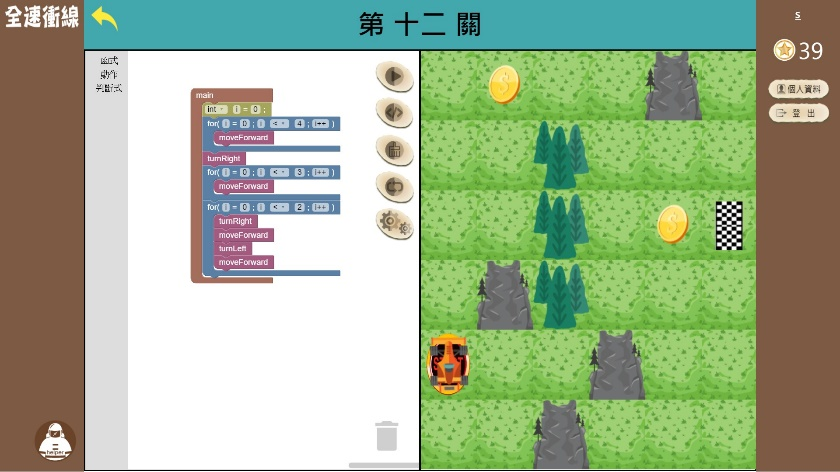 全速衝線
第 十二 關
s
39
個人資料
登 出
函式
動作
判斷式
main
int i = 0 ;
for( i = 0 ; i < 4 ; i++ )
moveForward
turnRight
for( i = 0 ; i < 3 ; i++ )
moveForward
for( i = 0 ; i < 2 ; i++ )
turnRight
moveForward
turnLeft
moveForward
helper